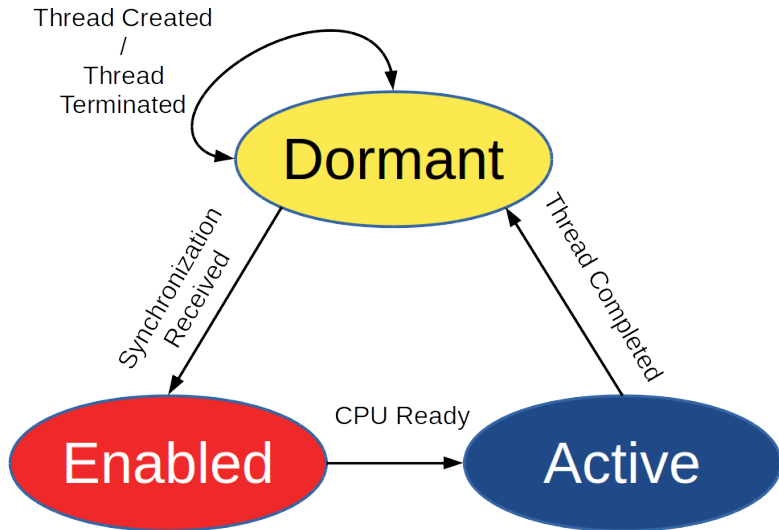 Thread Created
/
Thread
Terminated
Dormant
Synchronization
Received
Thread Completed
Enabled
CPU Ready
Active